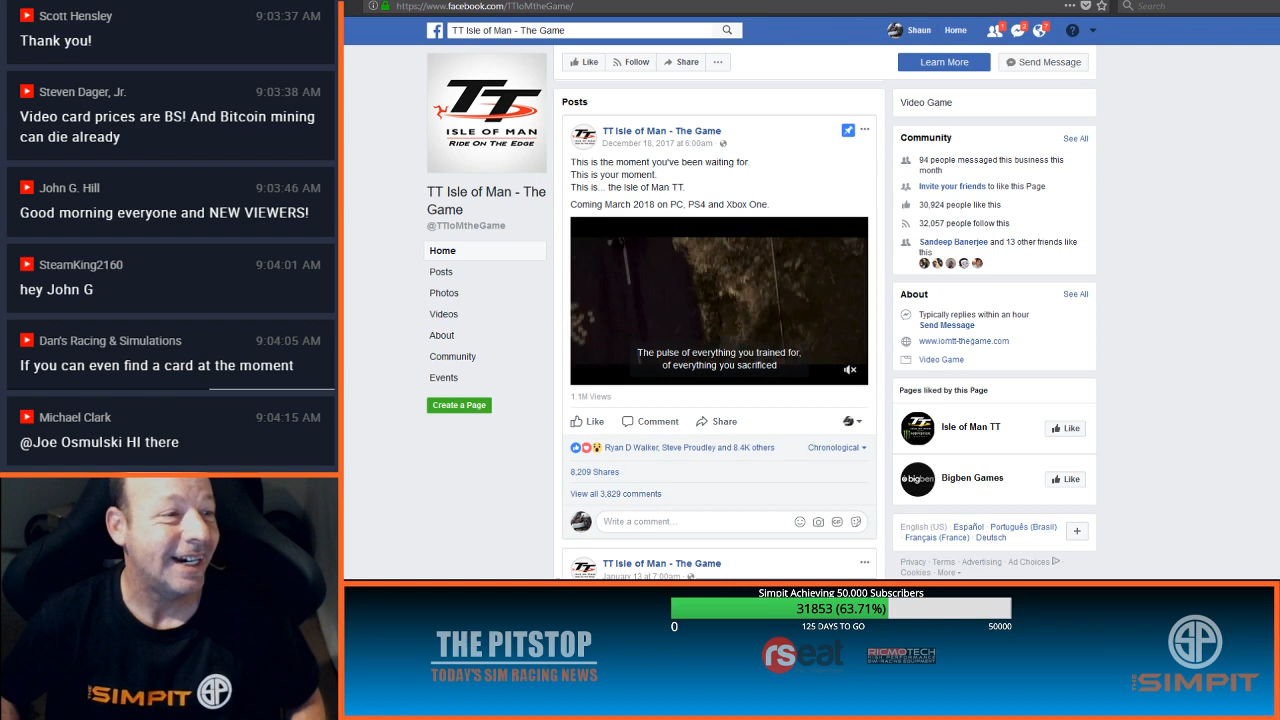 Scott Hensley 9:03:37 AM
Thank you!
Steven Dager, Jr. 9:03:38 AM
Video card prices are BS! And Bitcoin mining
can die already
John G. Hill 9:03:46 AM
Good morning everyone and NEW VIEWERS!
SteamKing2160 9:04:01 AM
hey John G
Dan's Racing & Simulations 9:04:05 AM
If you can even find a card at the moment
Michael Clark 9:04:15 AM
@Joe Osmulski HI there
THE SIMPIT
https://www.facebook.com/TTIoMtheGame/
Search
TT Isle of Man - The Game
Shaun Home 1 2 7
TT
ISLE OF MAN
RIDE ON THE EDGE
TT Isle of Man - The
Game
@TTIoMtheGame
Home
Posts
Photos
Videos
About
Community
Events
Create a Page
Like Follow Share
Learn More Send Message
Posts
TT Isle of Man - The Game
December 18, 2017 at 6:00am
This is the moment you've been waiting for.
This is your moment.
This is... the Isle of Man TT.
Coming March 2018 on PC, PS4 and Xbox One.
The pulse of everything you trained for,
of everything you sacrificed
1.1M Views
Like Comment Share
Ryan D Walker, Steve Proudley and 8.4K others Chronological
8,209 Shares
View all 3,829 comments
Write a comment...
GIF
TT Isle of Man - The Game
January 13 at 7:00am
Video Game
Community See All
94 people messaged this business this
month
Invite your friends to like this Page
30,924 people like this
32,057 people follow this
Sandeep Banerjee and 13 other friends like
this
About See All
Typically replies within an hour
Send Message
www.iomtt-thegame.com
Video Game
Pages liked by this Page
Isle of Man TT Like
bigben
Bigben Games Like
English (US) · Español · Português (Brasil)
· Français (France) · Deutsch
Privacy · Terms · Advertising · Ad Choices
Cookies · More
THE PITSTOP
TODAY'S SIM RACING NEWS
Simpit Achieving 50,000 Subscribers
31853 (63.71%)
0 125 DAYS TO GO 50000
rseat
RICMOTECH
HIGH PERFORMANCE
SIM-RACING EQUIPMENT
THE SIMPIT